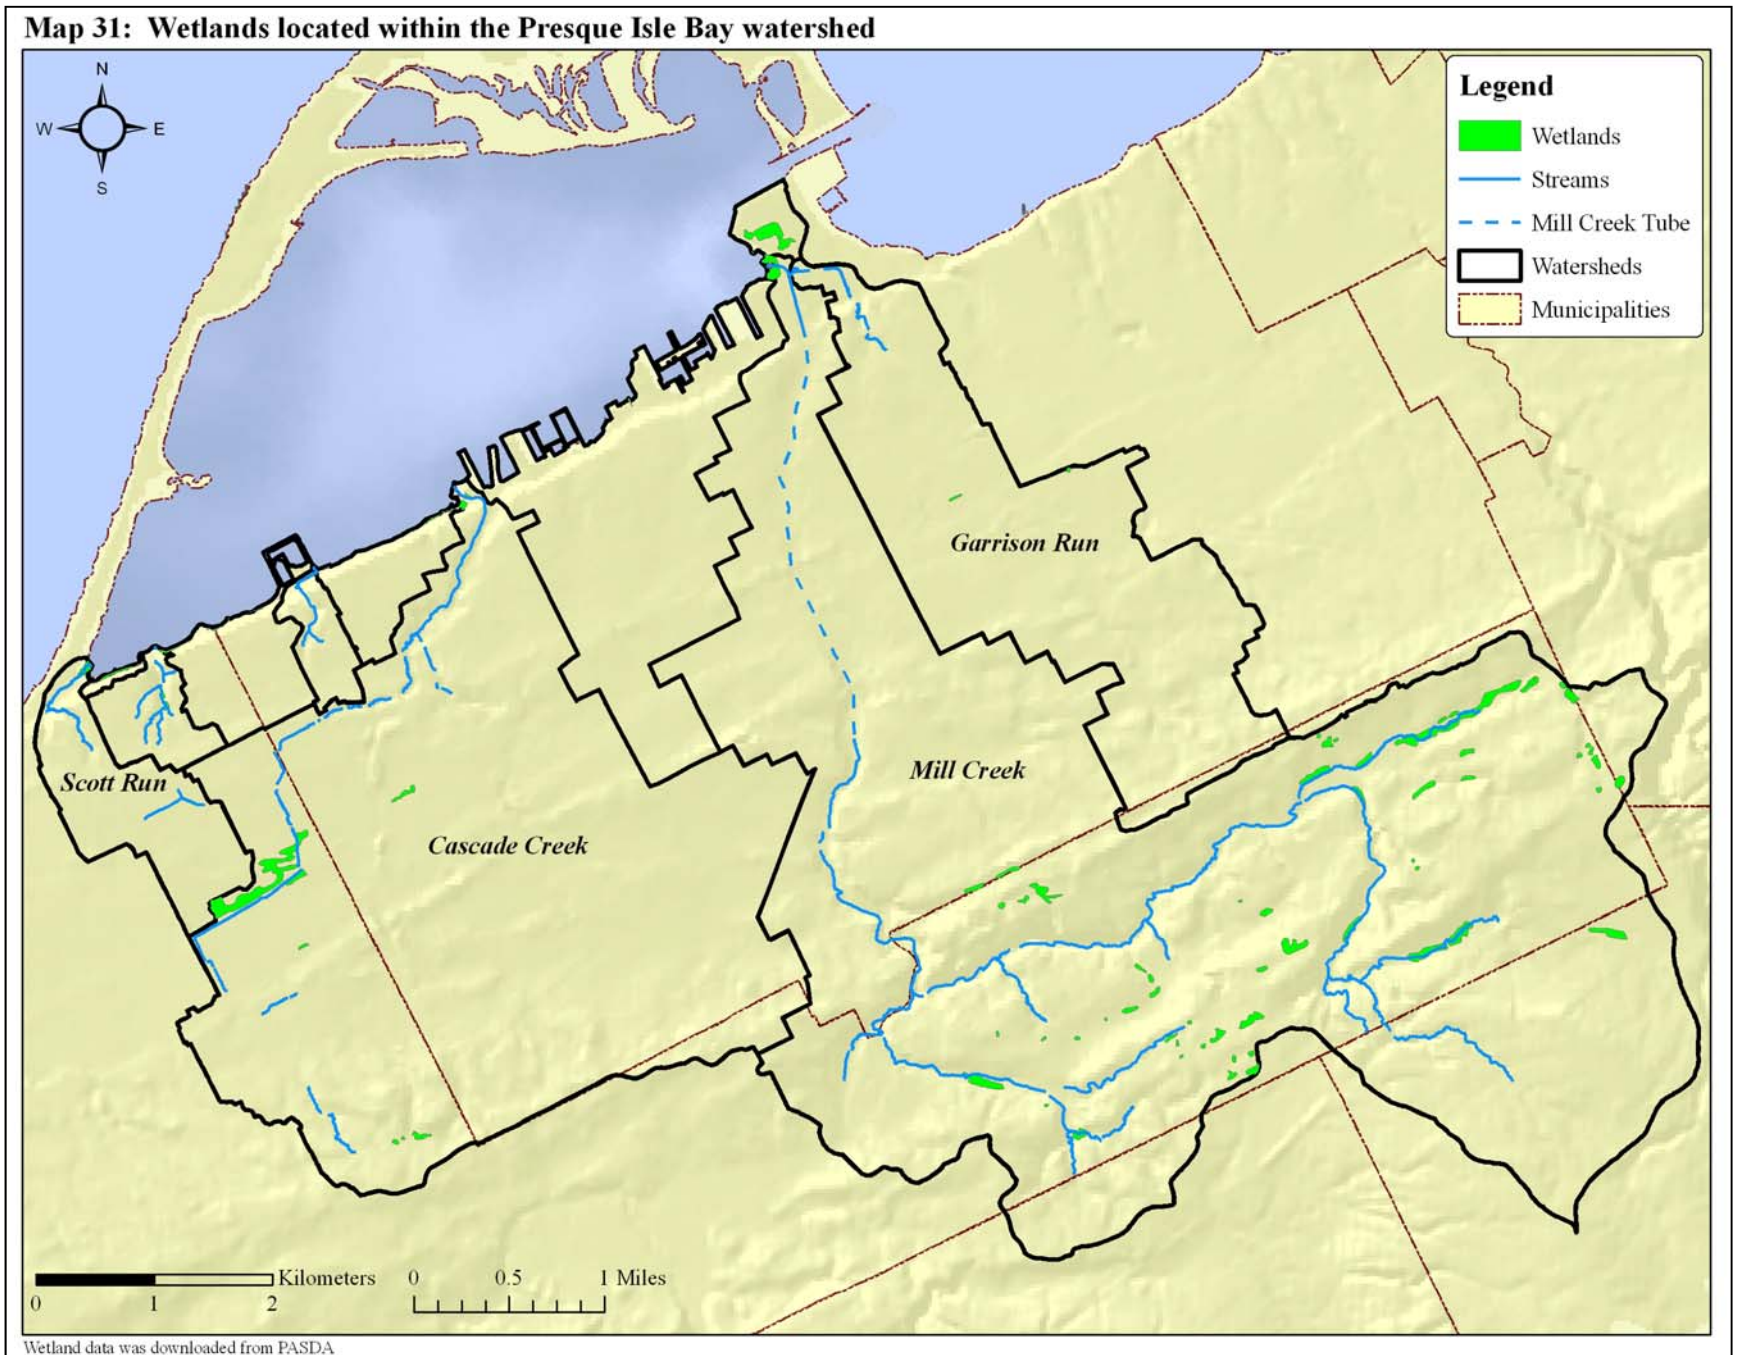 Map 31:  Wetlands located within the Presque Isle Bay watershed
N
W
E
S
Legend
Wetlands
Streams
Mill Creek Tube
Watersheds
Municipalities
Garrison Run
Scott Run
Mill Creek
Cascade Creek
Kilometers
0 1 2
0 0.5 1 Miles
Wetland data was downloaded from PASDA